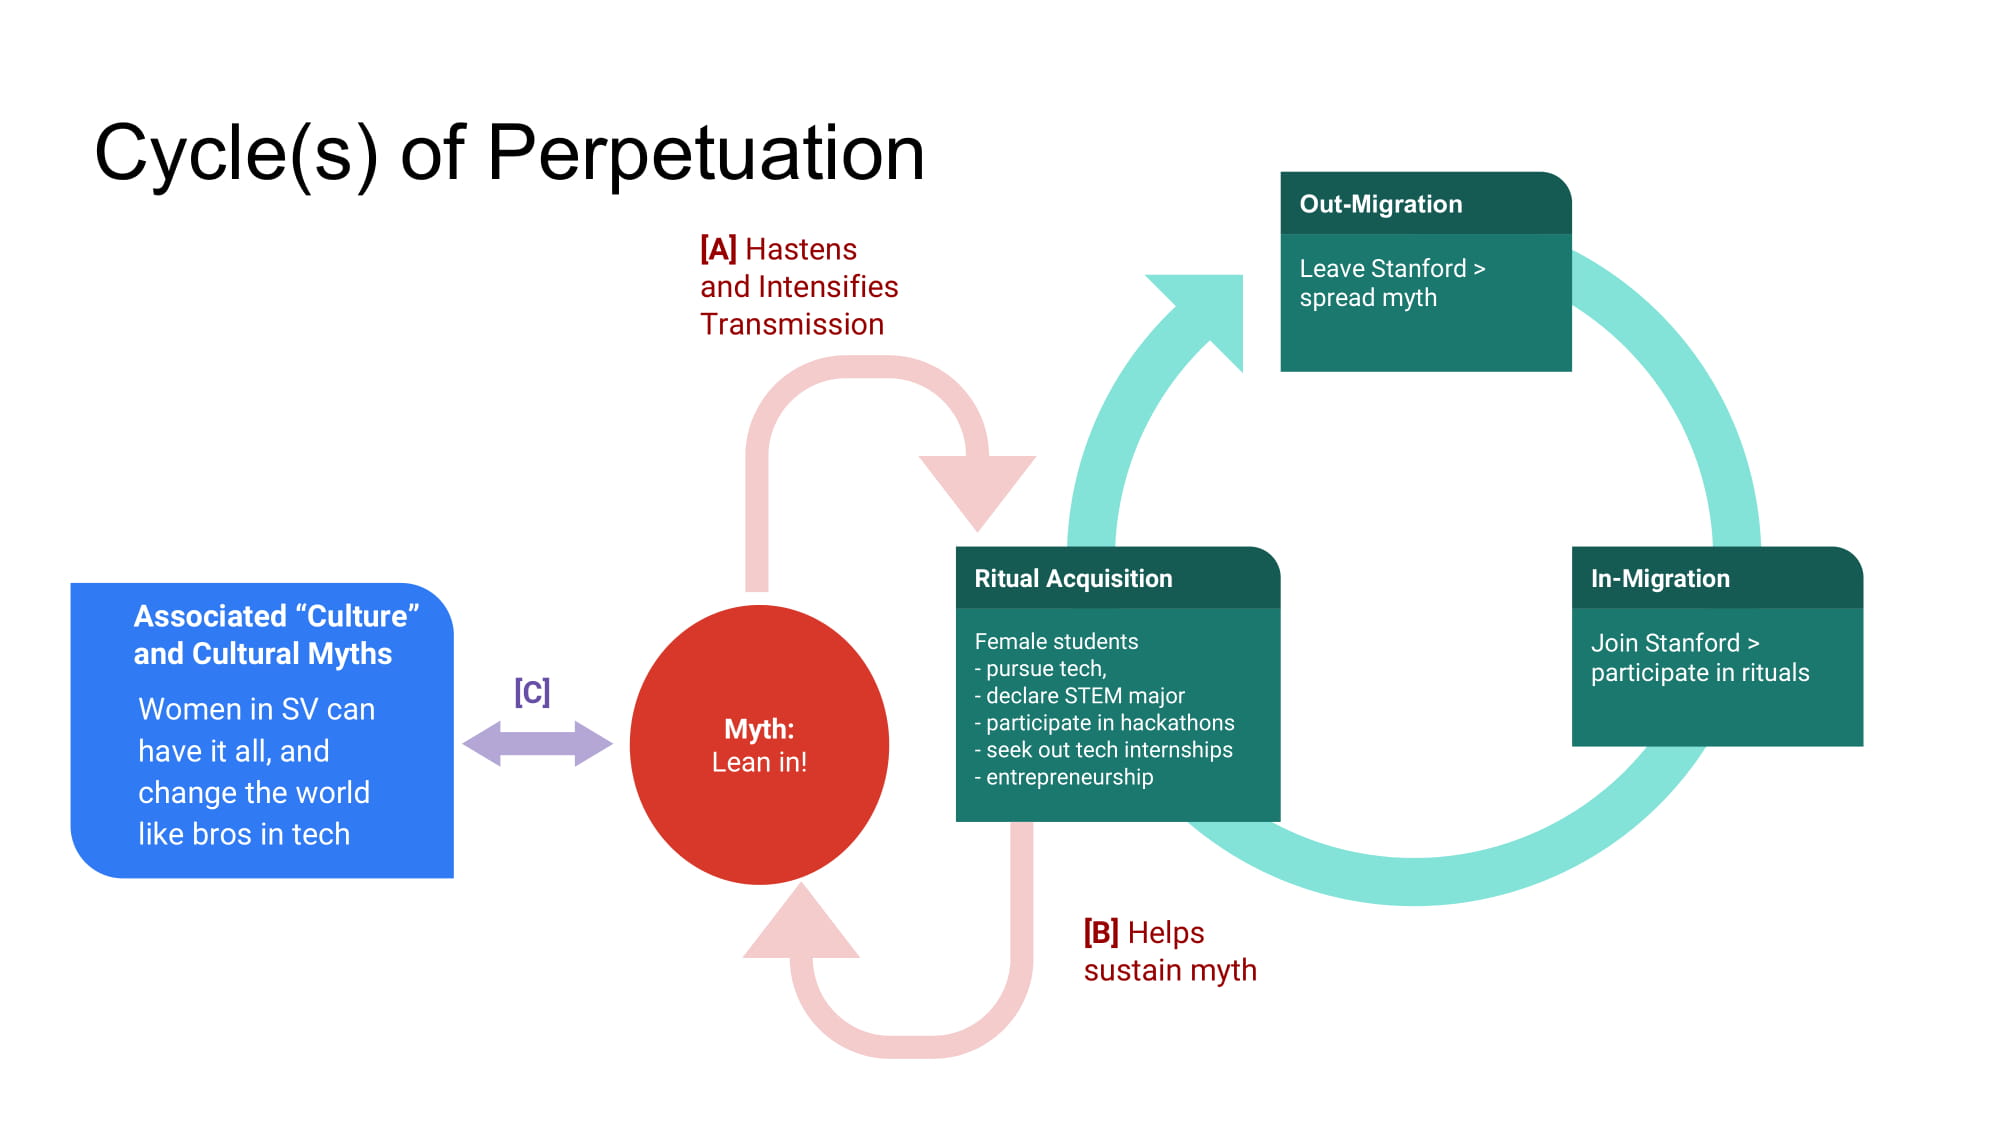 Cycle(s) of Perpetuation
[A] Hastens
and Intensifies
Transmission
Out-Migration
Leave Stanford >
spread myth
Associated “Culture”
and Cultural Myths
Women in SV can
have it all, and
change the world
like bros in tech
[C]
Myth:
Lean in!
Ritual Acquisition
Female students
- pursue tech,
- declare STEM major
- participate in hackathons
- seek out tech internships
- entrepreneurship
In-Migration
Join Stanford >
participate in rituals
[B] Helps
sustain myth